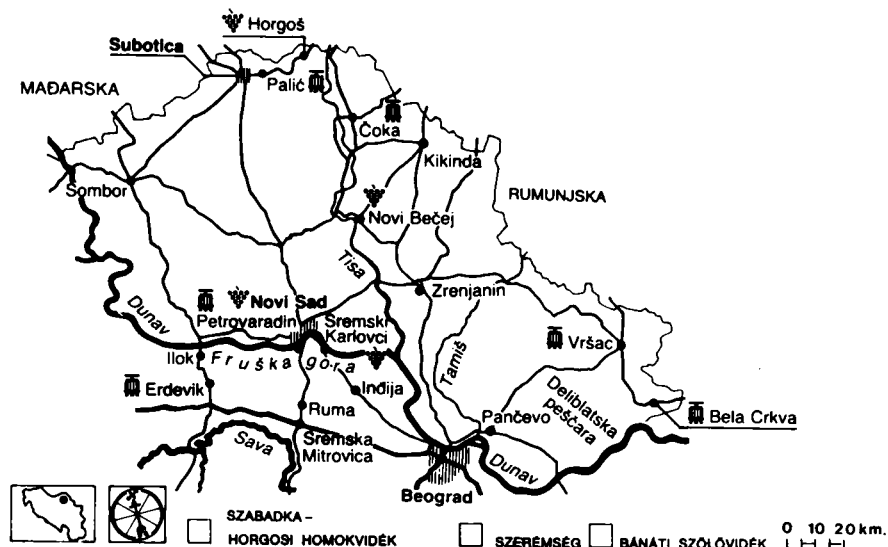 Horgoš
Subotica
Palić
MAĐARSKA
Čoka
Kikinda
Sombor
RUMUNJSKA
Novi Bečej
Tisa
Zrenjanin
Dunav
Novi Sad
Petrovaradin
Sremski
Karlovci
Vršac
Ilok
Fruška gora
Tamiš
Erdevik
Inđija
Deliblatska
peščara
Ruma
Pančevo
Bela Crkva
Sava
Sremska
Mitrovica
Dunav
Beograd
SZABADKA –
HORGOSI HOMOKVIDÉK
SZERÉMSÉG
BÁNÁTI SZŐLŐVIDÉK
0 10 20 km.